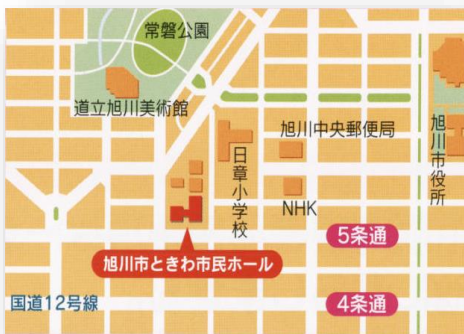 常磐公園
道立旭川美術館
旭川中央郵便局
旭川市役所
日章小学校
NHK
5条通
旭川市ときわ市民ホール
国道12号線
4条通